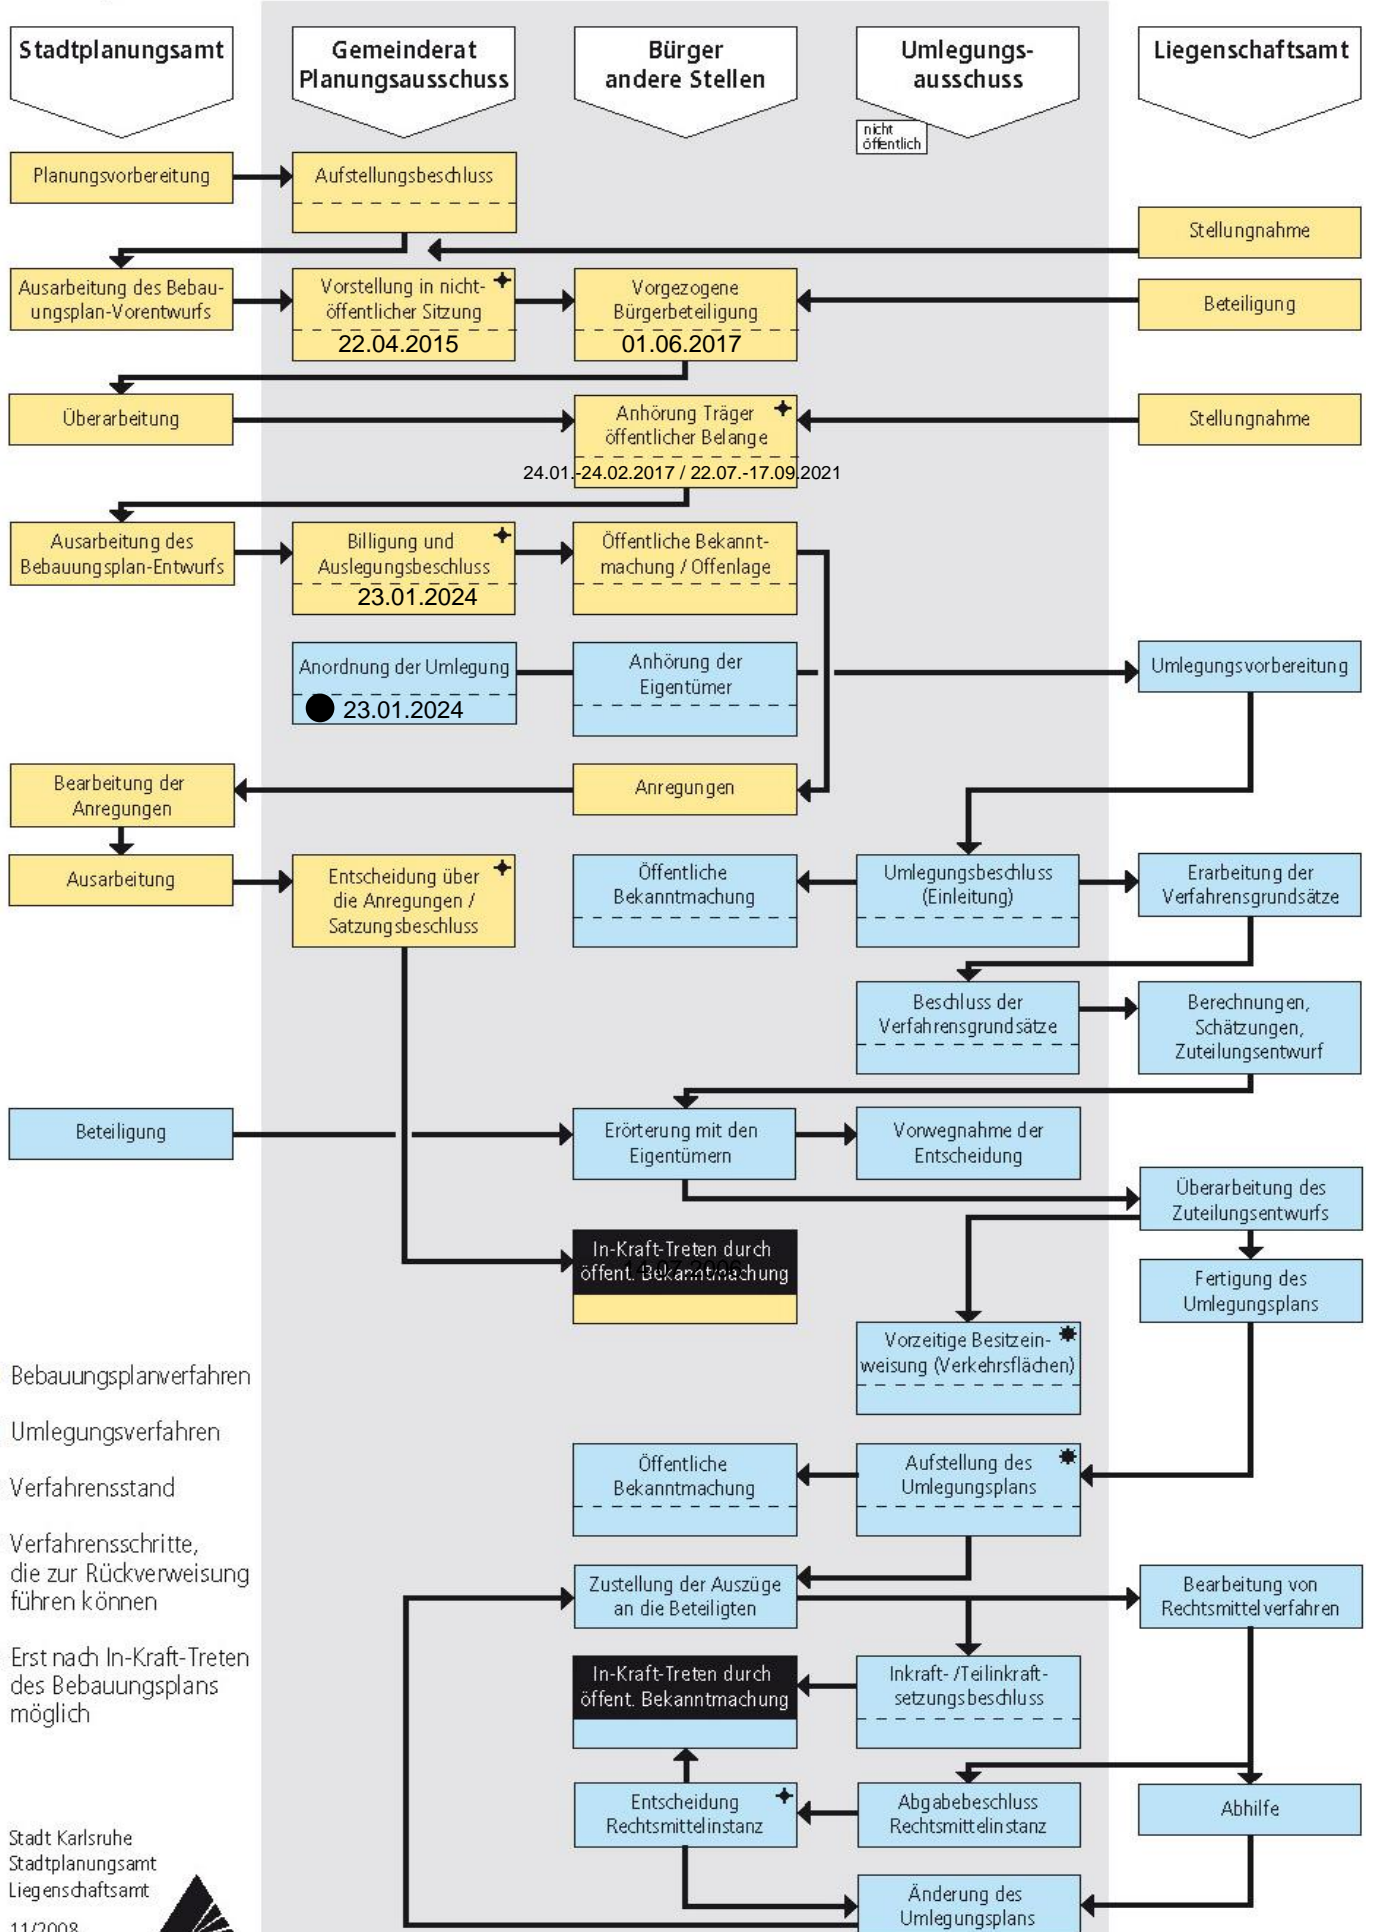 Stadtplanungsamt
Gemeinderat
Planungsausschuss
Bürger
andere Stellen
Umlegungs-
ausschuss
Liegenschaftsamt
nicht
öffentlich
Planungsvorbereitung
Aufstellungsbeschluss
Stellungnahme
Ausarbeitung des Bebau-
ungsplan-Vorentwurfs
Vorstellung in nicht-
öffentlicher Sitzung
22.04.2015
Vorgezogene
Bürgerbeteiligung
01.06.2017
Beteiligung
Überarbeitung
Anhörung Träger
öffentlicher Belange
24.01.-24.02.2017 / 22.07.-17.09.2021
Stellungnahme
Ausarbeitung des
Bebauungsplan-Entwurfs
Billigung und
Auslegungsbeschluss
23.01.2024
Öffentliche Bekannt-
machung / Offenlage
Anordnung der Umlegung
23.01.2024
Anhörung der
Eigentümer
Umlegungsvorbereitung
Bearbeitung der
Anregungen
Anregungen
Ausarbeitung
Entscheidung über
die Anregungen /
Satzungsbeschluss
Öffentliche
Bekanntmachung
Umlegungsbeschluss
(Einleitung)
Erarbeitung der
Verfahrensgrundsätze
Beschluss der
Verfahrensgrundsätze
Berechnungen,
Schätzungen,
Zuteilungsentwurf
Beteiligung
Erörterung mit den
Eigentümern
Vorwegnahme der
Entscheidung
Überarbeitung des
Zuteilungsentwurfs
In-Kraft-Treten durch
öffent. Bekanntmachung
14.07.2006
Fertigung des
Umlegungsplans
Vorzeitige Besitzein-
weisung (Verkehrsflächen)
Bebauungsplanverfahren
Umlegungsverfahren
Verfahrensstand
Verfahrensschritte,
die zur Rückverweisung
führen können
Erst nach In-Kraft-Treten
des Bebauungsplans
möglich
Öffentliche
Bekanntmachung
Aufstellung des
Umlegungsplans
Zustellung der Auszüge
an die Beteiligten
Bearbeitung von
Rechtsmittelverfahren
In-Kraft-Treten durch
öffent. Bekanntmachung
Inkraft-/Teilinkraft-
setzungsbeschluss
Entscheidung
Rechtsmittelinstanz
Abgabebeschluss
Rechtsmittelinstanz
Abhilfe
Änderung des
Umlegungsplans
Stadt Karlsruhe
Stadtplanungsamt
Liegenschaftsamt
11/2008